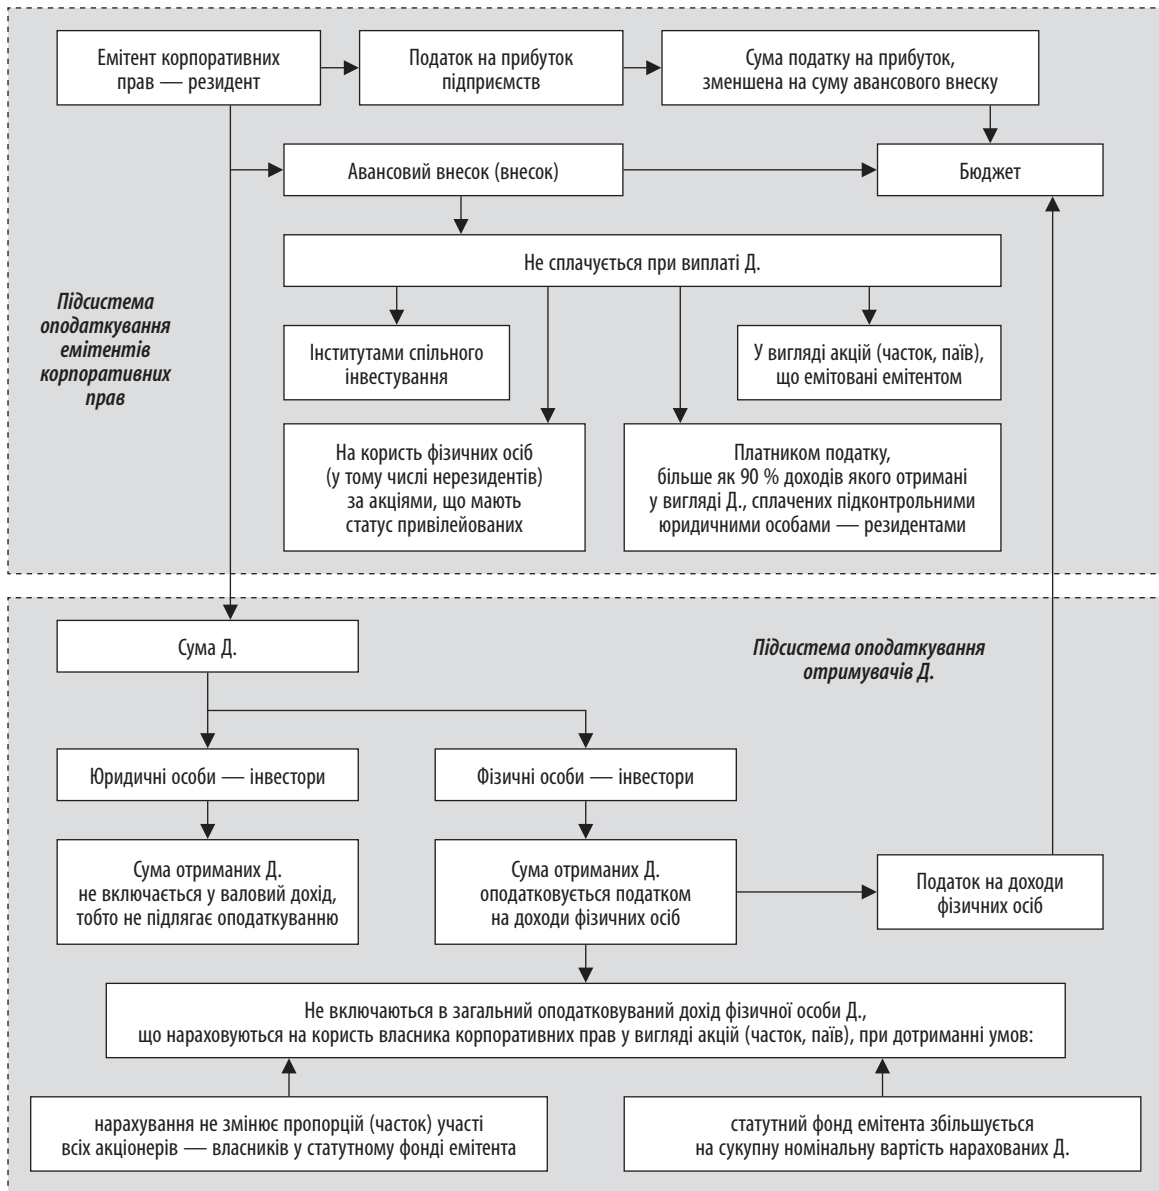 Емітент корпоративних
прав — резидент
Податок на прибуток
підприємств
Сума податку на прибуток,
зменшена на суму авансового внеску
Авансовий внесок (внесок)
Бюджет
Не сплачується при виплаті Д.
Підсистема
оподаткування
емітентів
корпоративних
прав
Інститутами спільного
інвестування
У вигляді акцій (часток, паїв),
що емітовані емітентом
На користь фізичних осіб
(у тому числі нерезидентів)
за акціями, що мають
статус привілейованих
Платником податку,
більше як 90 % доходів якого отримані
у вигляді Д., сплачених підконтрольними
юридичними особами — резидентами
Сума Д.
Підсистема оподаткування
отримувачів Д.
Юридичні особи — інвестори
Фізичні особи — інвестори
Сума отриманих Д.
не включається у валовий дохід,
тобто не підлягає оподаткуванню
Сума отриманих Д.
оподатковується податком
на доходи фізичних осіб
Податок на доходи
фізичних осіб
Не включаються в загальний оподатковуваний дохід фізичної особи Д.,
що нараховуються на користь власника корпоративних прав у вигляді акцій (часток, паїв), при дотриманні умов:
нарахування не змінює пропорцій (часток) участі
всіх акціонерів — власників у статутному фонді емітента
статутний фонд емітента збільшується
на сукупну номінальну вартість нарахованих Д.